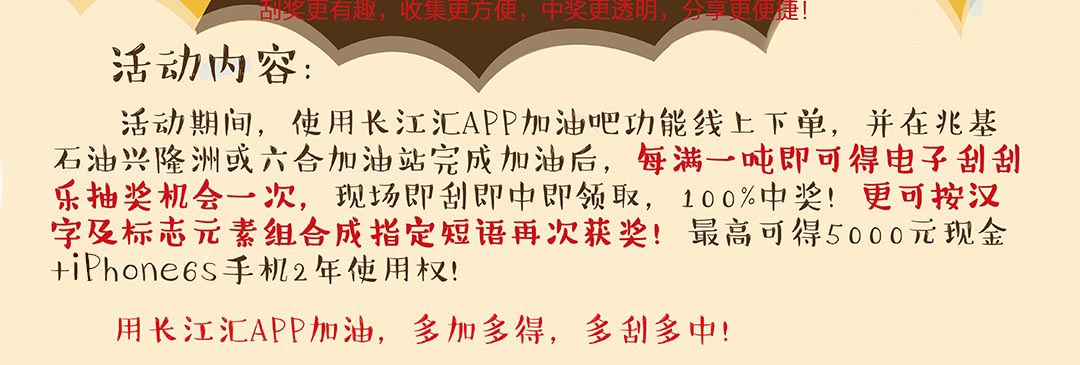 刮奖更有趣，收集更方便，中奖更透明，分享更便捷！
活动内容：
活动期间，使用长江汇APP加油吧功能线上下单，并在兆基
石油兴隆洲或六合加油站完成加油后，每满一吨即可得电子刮刮
乐抽奖机会一次，现场即刮即中即领取，100%中奖！更可按汉
字及标志元素组合成指定短语再次获奖！最高可得5000元现金
+iPhone6s手机2年使用权！
用长江汇APP加油，多加多得，多刮多中！